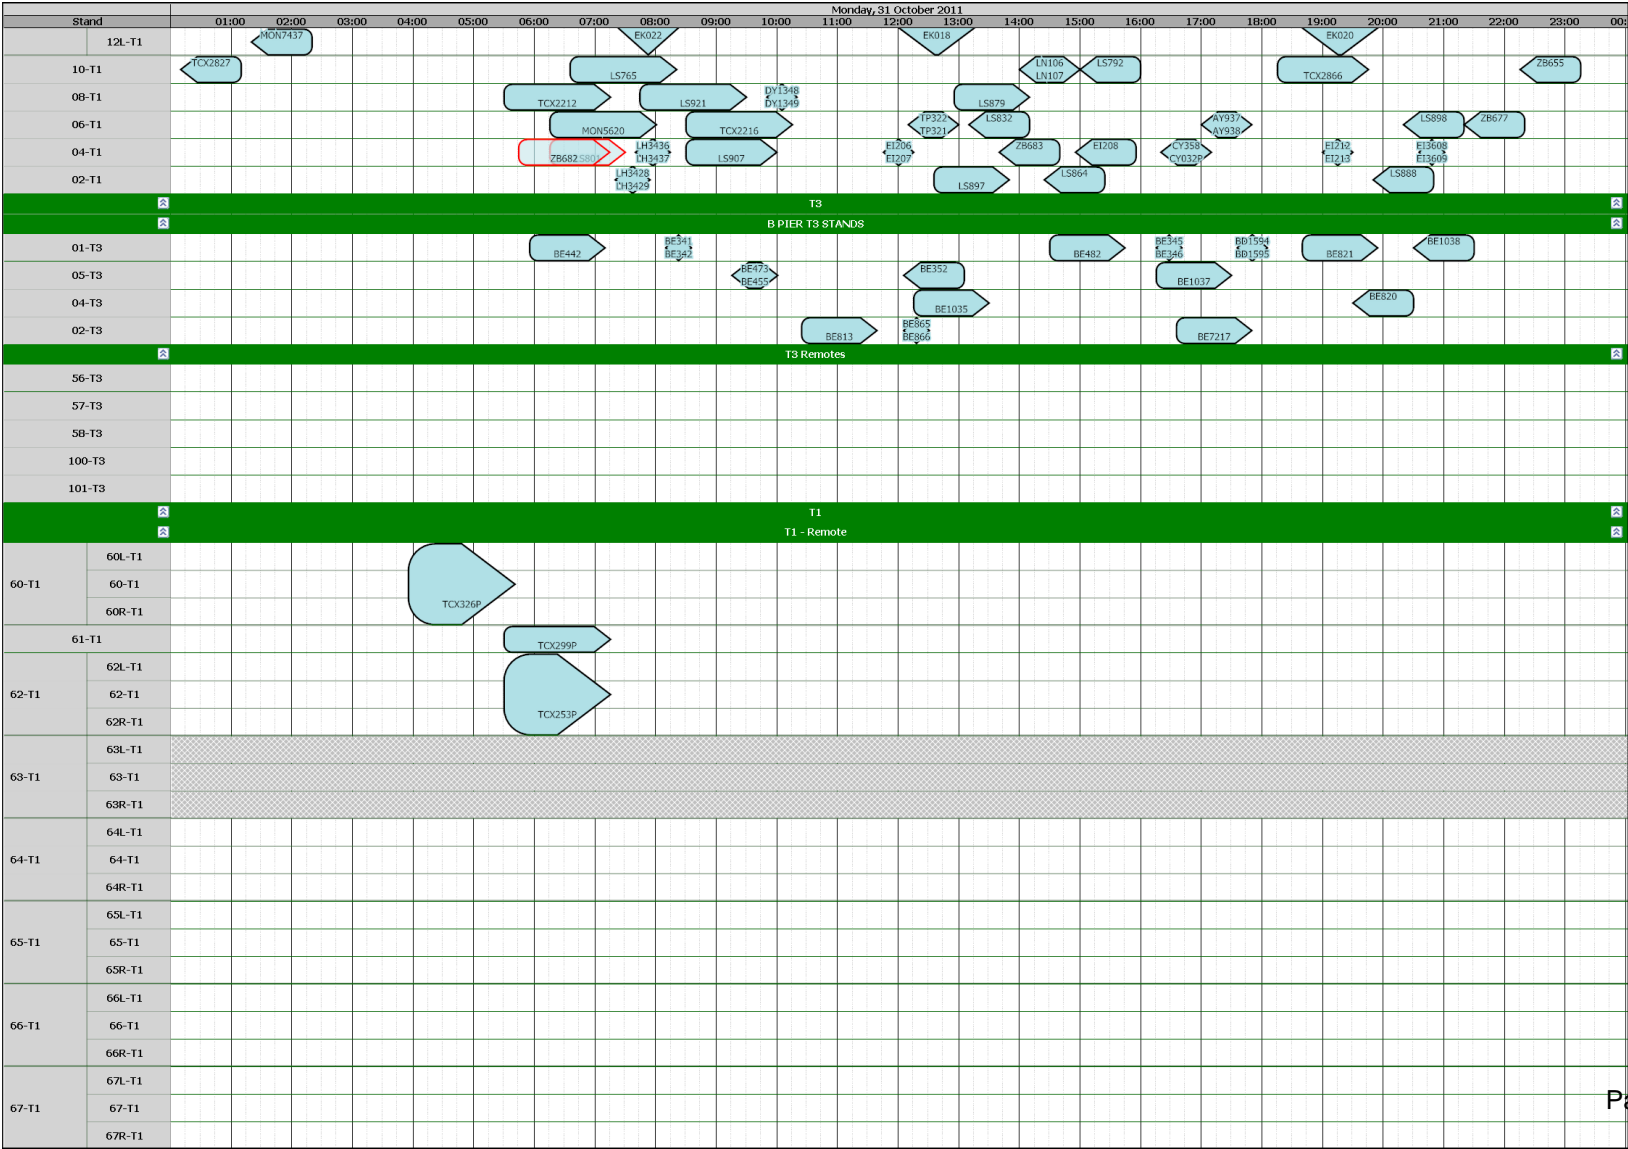 Monday, 31 October 2011
Stand 01:00 02:00 03:00 04:00 05:00 06:00 07:00 08:00 09:00 10:00 11:00 12:00 13:00 14:00 15:00 16:00 17:00 18:00 19:00 20:00 21:00 22:00 23:00 00:
12L-T1 MON7437 EK022 EK018 EK020
10-T1 TCX2827 LS765 LN106 LS792 TCX2866 ZB655
LN107
08-T1 TCX2212 LS921 DY1348 LS879
DY1349
06-T1 MON5620 TCX2216 TP322 LS832 AY937 LS898 ZB677
TP321 AY938
04-T1 ZB682 LH3436 LS907 EI206 ZB683 EI208 CY358 EI212 EI3608
LH3437 EI207 CY032P EI213 EI3609
02-T1 LH3428 LS897 LS864 LS888
LH3429
T3
B PIER T3 STANDS
01-T3 BE442 BE341 BE482 BE345 BD1594 BE821 BE1038
BE342 BE346 BD1595
05-T3 BE473 BE352 BE1037
BE455
04-T3 BE1035 BE820
02-T3 BE813 BE865 BE7217
BE866
T3 Remotes
56-T3
57-T3
58-T3
100-T3
101-T3
T1
T1 - Remote
60L-T1
60-T1 60-T1
TCX326P
60R-T1
61-T1 TCX299P
62L-T1
62-T1 62-T1
TCX253P
62R-T1
63L-T1
63-T1 63-T1
63R-T1
64L-T1
64-T1 64-T1
64R-T1
65L-T1
65-T1 65-T1
65R-T1
66L-T1
66-T1 66-T1
66R-T1
67L-T1
67-T1 67-T1
67R-T1